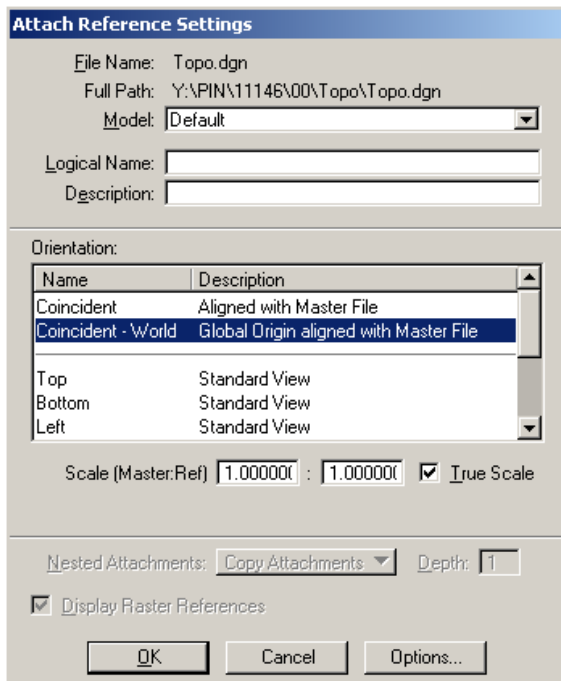 Attach Reference Settings
File Name: Topo.dgn
Full Path: Y:\PIN\11146\00\Topo\Topo.dgn
Model: Default
Logical Name:
Description:
Orientation:
Name Description
Coincident Aligned with Master File
Coincident - World Global Origin aligned with Master File
Top Standard View
Bottom Standard View
Left Standard View
Scale (Master:Ref) 1.00000 : 1.00000 True Scale
Nested Attachments: Copy Attachments Depth: 1
Display Raster References
OK Cancel Options...